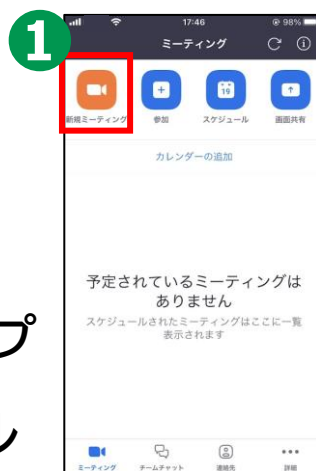 1
17:46
98%
ミーティング
19
新規ミーティング
参加
スケジュール
画面共有
カレンダーの追加
予定されているミーティングは
ありません
スケジュールされたミーティングはここに一覧
表示されます
プ
ミーティング
チームチャット
連絡先
詳細